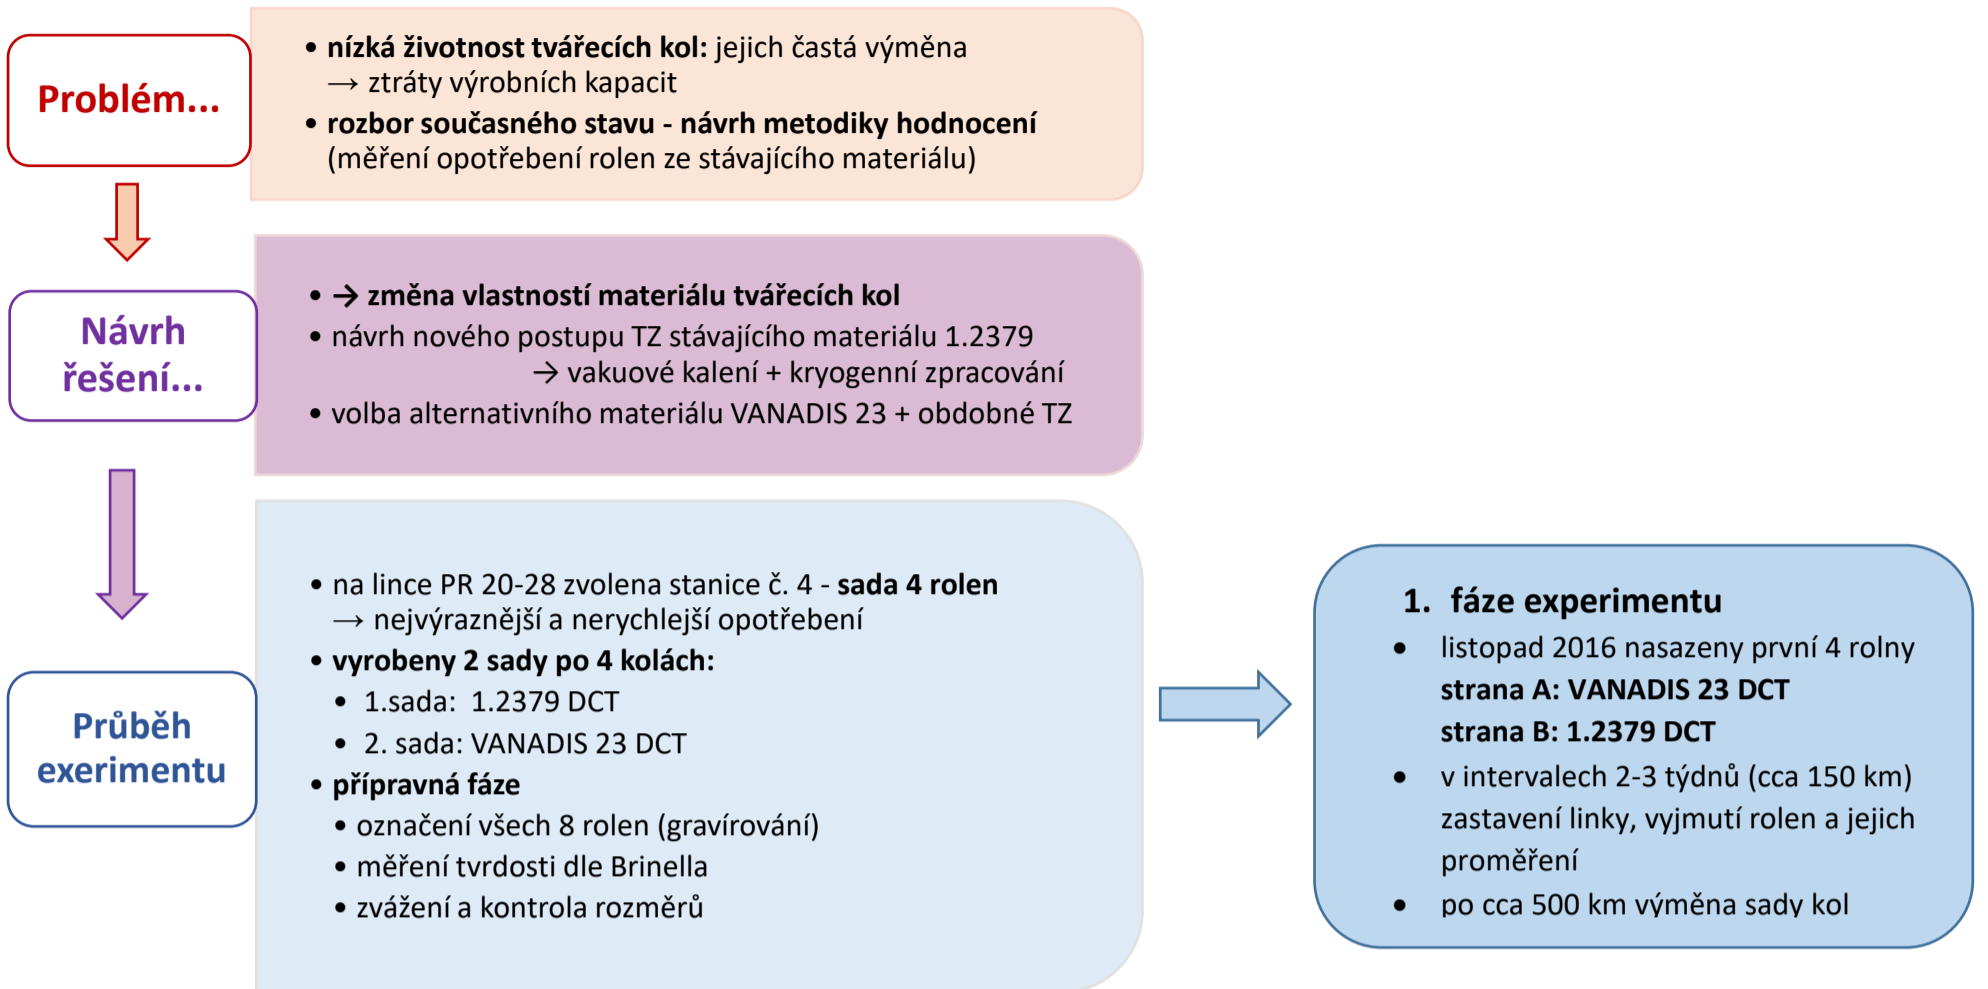 Problém...
• nízká životnost tvářecích kol: jejich častá výměna
→ ztráty výrobních kapacit
• rozbor současného stavu - návrh metodiky hodnocení
(měření opotřebení rolen ze stávajícího materiálu)
Návrh
řešení...
• → změna vlastností materiálu tvářecích kol
• návrh nového postupu TZ stávajícího materiálu 1.2379
→ vakuové kalení + kryogenní zpracování
• volba alternativního materiálu VANADIS 23 + obdobné TZ
Průběh
exerimentu
• na lince PR 20-28 zvolena stanice č. 4 - sada 4 rolen
→ nejvýraznější a nerychlejší opotřebení
• vyrobeny 2 sady po 4 kolách:
• 1.sada: 1.2379 DCT
• 2. sada: VANADIS 23 DCT
• přípravná fáze
• označení všech 8 rolen (gravírování)
• měření tvrdosti dle Brinella
• zvážení a kontrola rozměrů
1. fáze experimentu
• listopad 2016 nasazeny první 4 rolny
strana A: VANADIS 23 DCT
strana B: 1.2379 DCT
• v intervalech 2-3 týdnů (cca 150 km)
zastavení linky, vyjmutí rolen a jejich
proměření
• po cca 500 km výměna sady kol